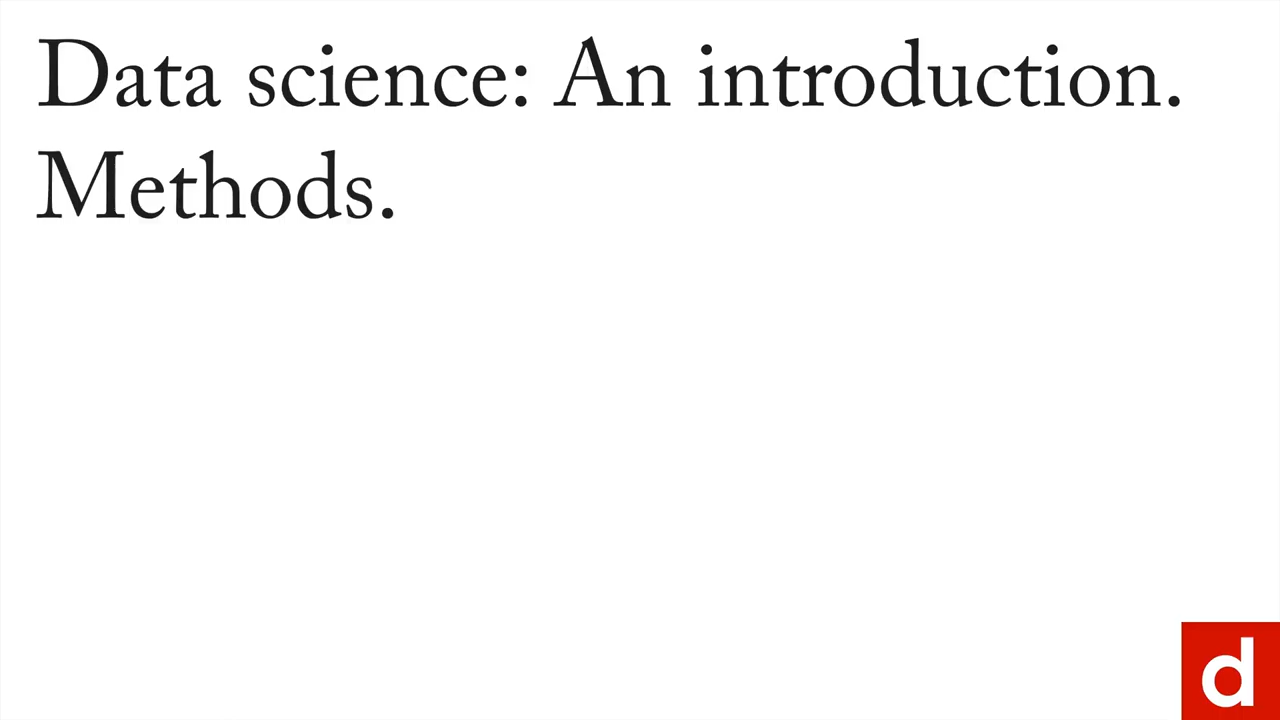 Data science: An introduction.
Methods.
d